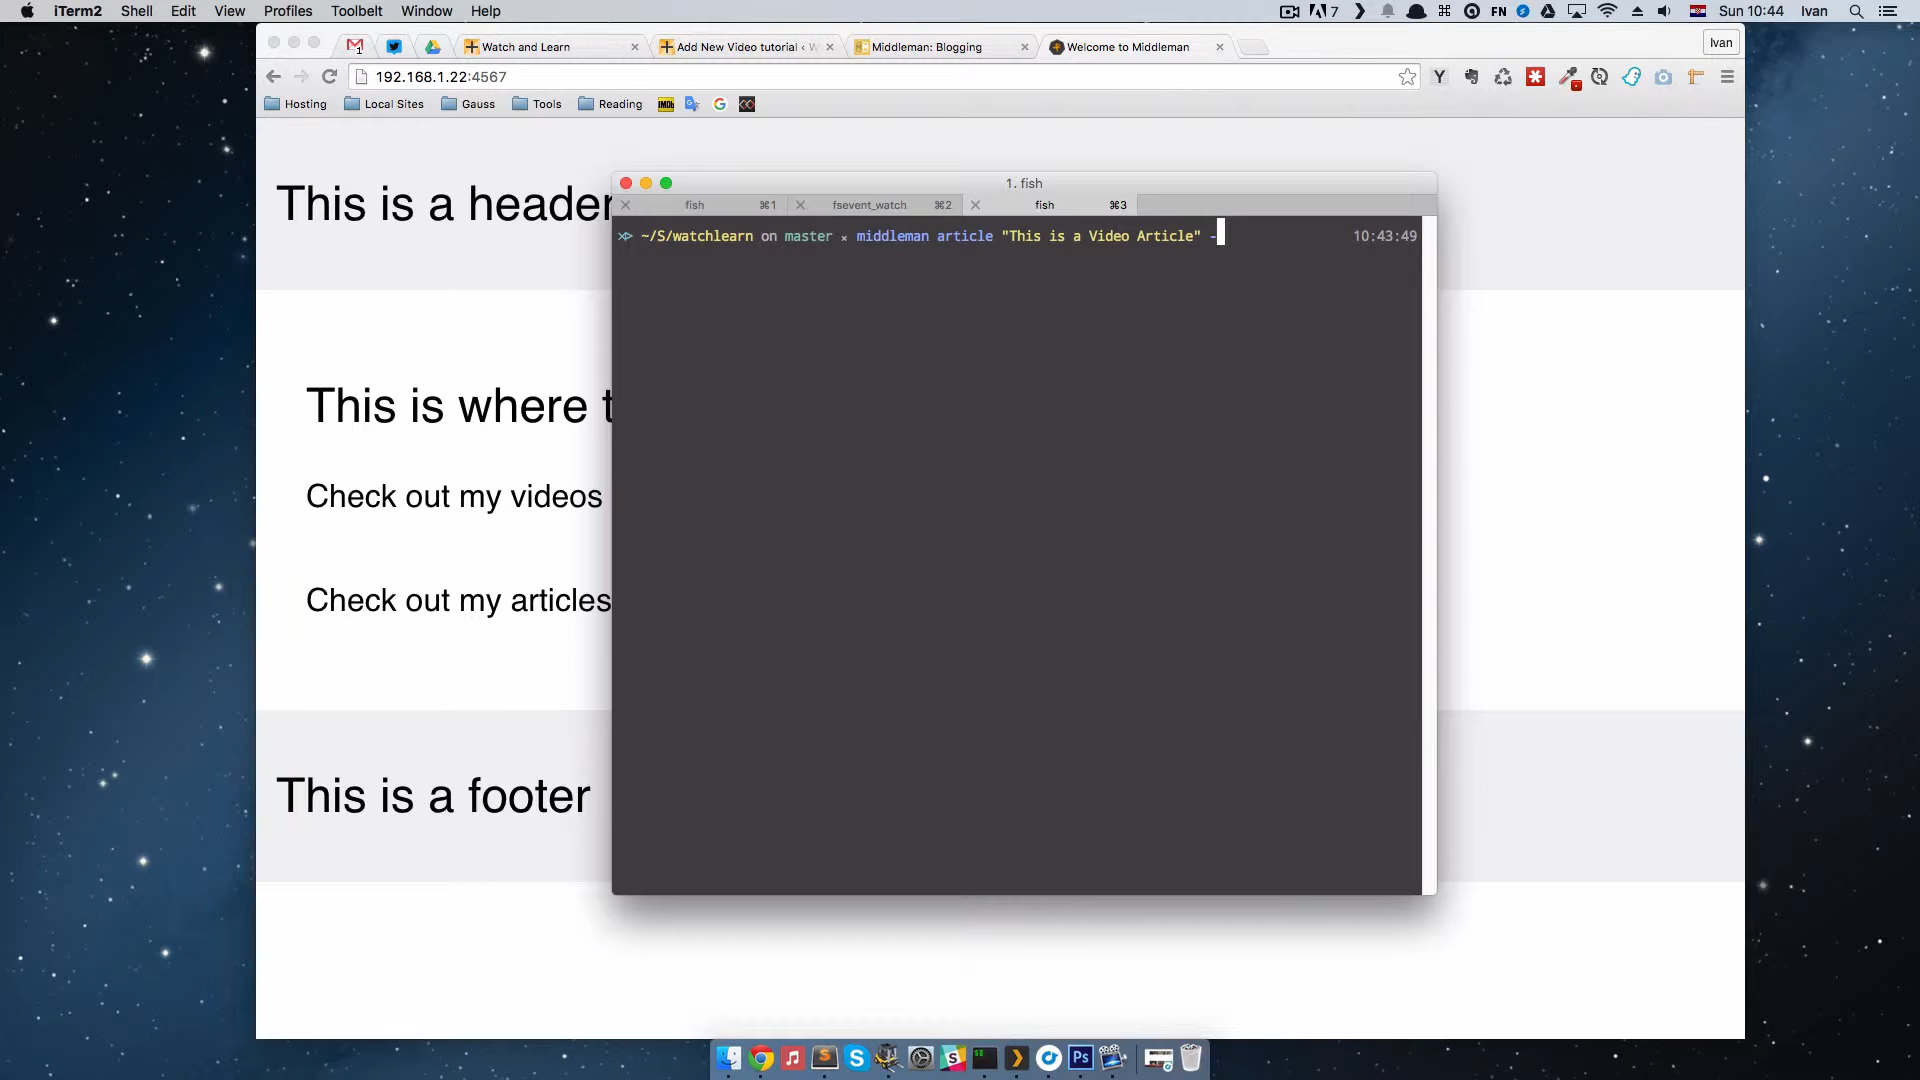 iTerm2 Shell Edit View Profiles Toolbelt Window Help 7 FN Sun 10:44 Ivan
Watch and Learn Add New Video tutorial ‹ W Middleman: Blogging Welcome to Middleman Ivan
192.168.1.22:4567 Y
Hosting Local Sites Gauss Tools Reading IMDb G
This is a header
1. fish
fish ⌘1 fsevent_watch ⌘2 fish ⌘3
~/S/watchlearn on master × middleman article "This is a Video Article" - 10:43:49
This is where t
Check out my videos
Check out my articles
This is a footer
S S S $ Ps